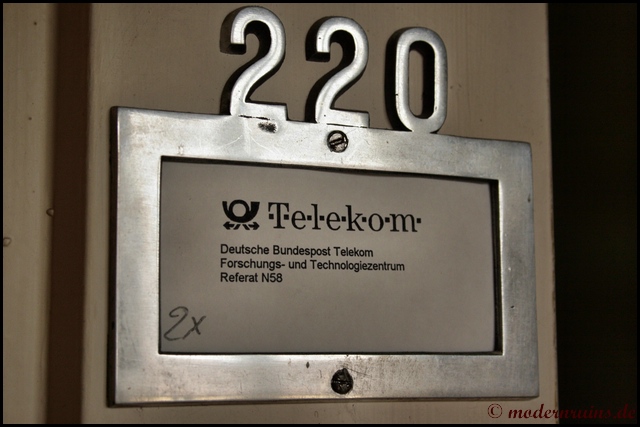 220
·T·e·l·e·k·o·m·
Deutsche Bundespost Telekom
Forschungs- und Technologiezentrum
Referat N58
2x
© modernruins.de